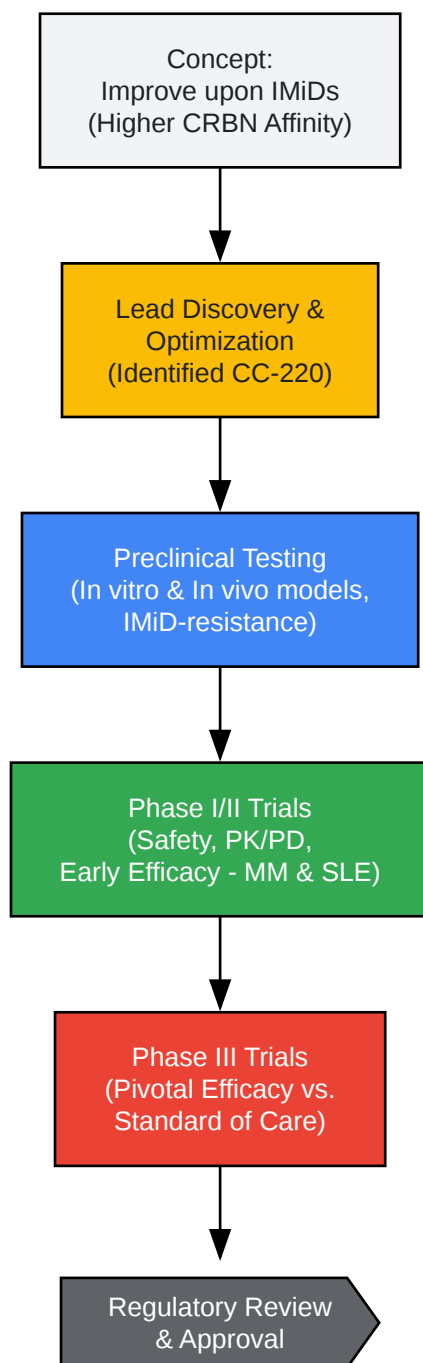 Concept:
Improve upon IMiDs
(Higher CRBN Affinity)
Lead Discovery &
Optimization
(Identified CC-220)
Preclinical Testing
(In vitro & In vivo models,
IMiD-resistance)
Phase I/II Trials
(Safety, PK/PD,
Early Efficacy - MM & SLE)
Phase III Trials
(Pivotal Efficacy vs.
Standard of Care)
Regulatory Review
& Approval